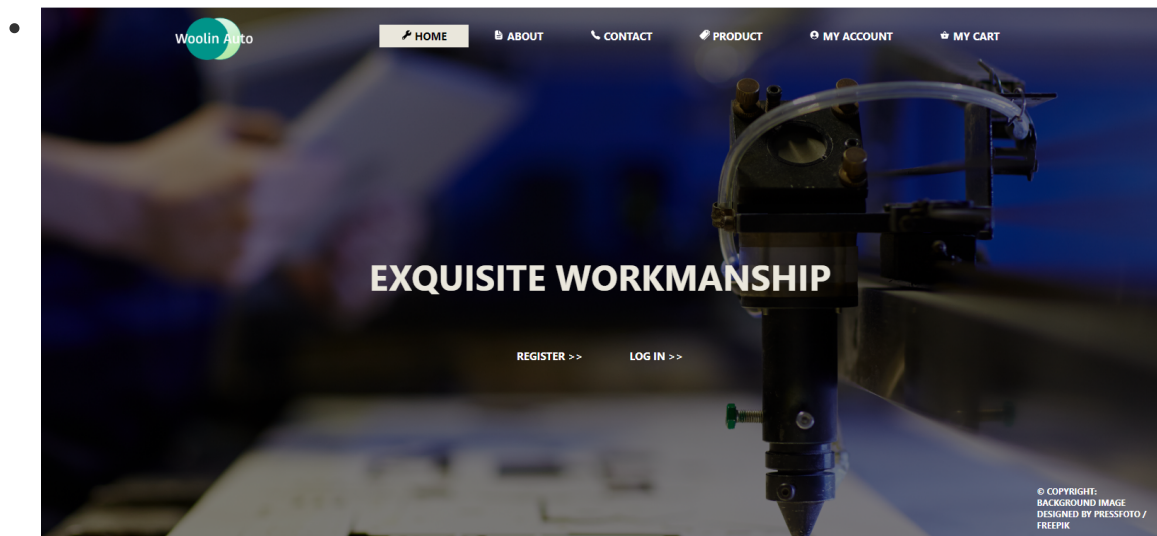 Woolin Auto
HOME ABOUT CONTACT PRODUCT MY ACCOUNT MY CART
EXQUISITE WORKMANSHIP
REGISTER >> LOG IN >>
© COPYRIGHT:
BACKGROUND IMAGE
DESIGNED BY PRESSFOTO /
FREEPIK